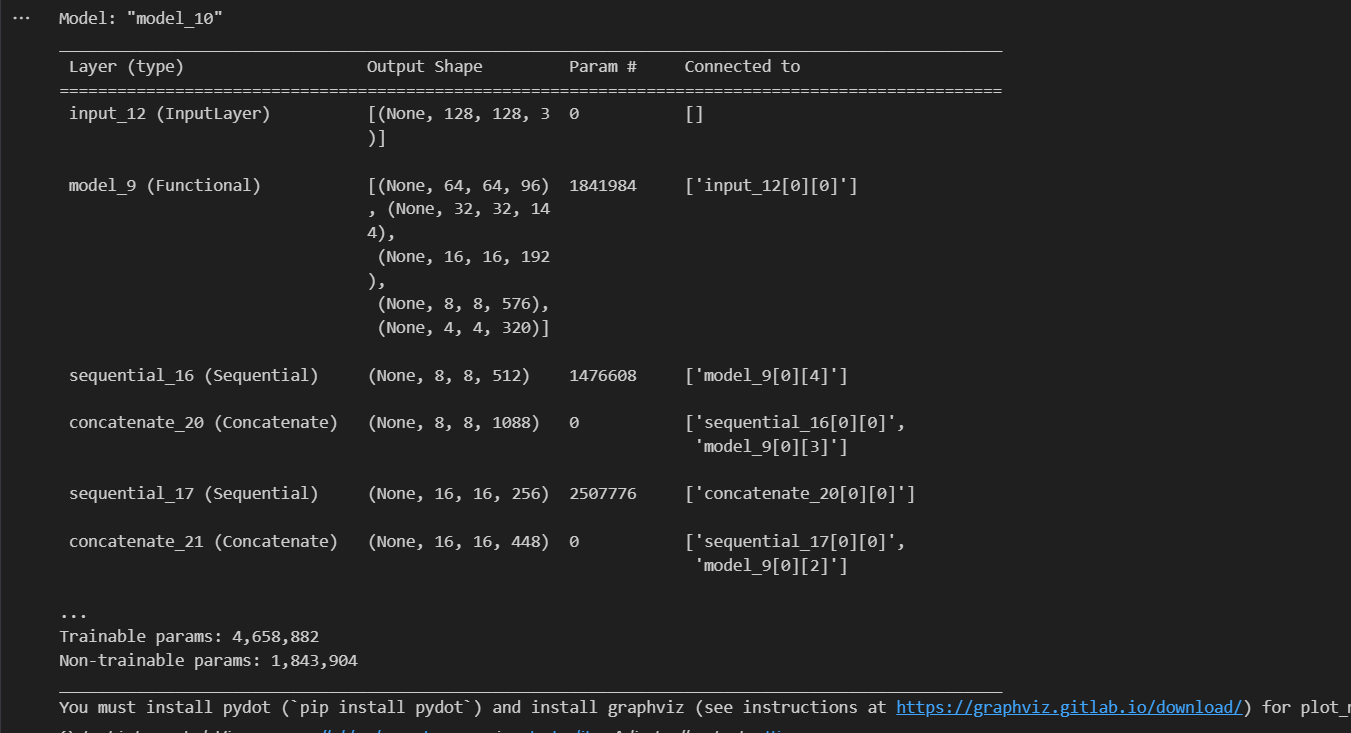 ...
Model: "model_10"
Layer (type) Output Shape Param # Connected to
input_12 (InputLayer) [(None, 128, 128, 3 0 []
)]
model_9 (Functional) [(None, 64, 64, 96) 1841984 ['input_12[0][0]']
, (None, 32, 32, 14
4),
(None, 16, 16, 192
),
(None, 8, 8, 576),
(None, 4, 4, 320)]
sequential_16 (Sequential) (None, 8, 8, 512) 1476608 ['model_9[0][4]']
concatenate_20 (Concatenate) (None, 8, 8, 1088) 0 ['sequential_16[0][0]',
'model_9[0][3]']
sequential_17 (Sequential) (None, 16, 16, 256) 2507776 ['concatenate_20[0][0]']
concatenate_21 (Concatenate) (None, 16, 16, 448) 0 ['sequential_17[0][0]',
'model_9[0][2]']
...
Trainable params: 4,658,882
Non-trainable params: 1,843,904
You must install pydot (`pip install pydot`) and install graphviz (see instructions at https://graphviz.gitlab.io/download/) for